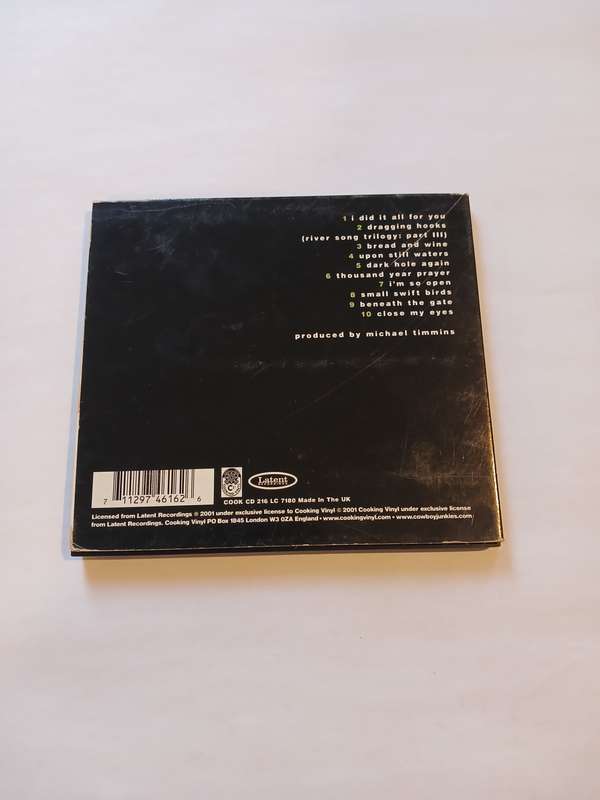 1 i did it all for you
2 dragging hooks
(river song trilogy: part III)
3 bread and wine
4 upon still waters
5 dark hole again
6 thousand year prayer
7 i'm so open
8 small swift birds
9 beneath the gate
10 close my eyes
produced by michael timmins
7 11297 46162 6
Latent
COOK CD 216 LC 7180 Made In The UK
Licensed from Latent Recordings ℗ 2001 under exclusive license to Cooking Vinyl © 2001 Cooking Vinyl under exclusive license
from Latent Recordings. Cooking Vinyl PO Box 1845 London W3 0ZA England • www.cookingvinyl.com • www.cowboyjunkies.com